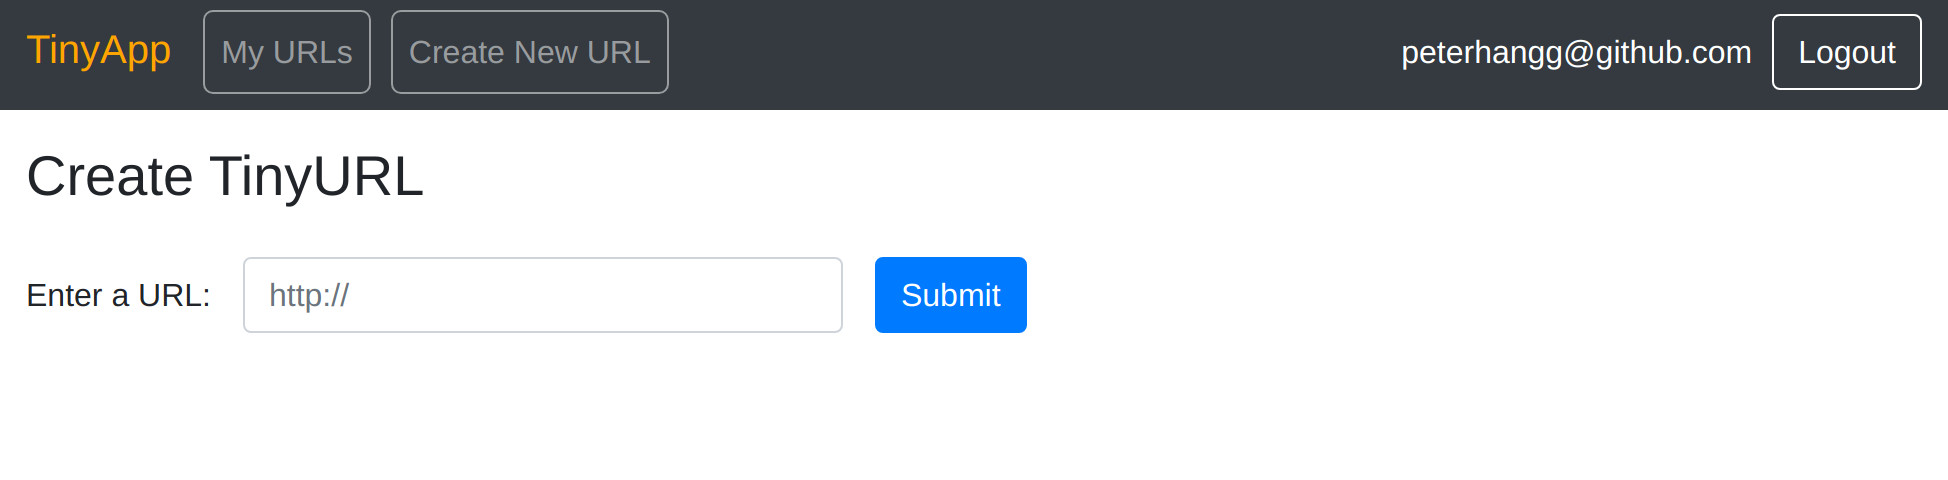 TinyApp My URLs Create New URL peterhangg@github.com Logout
Create TinyURL
Enter a URL: http:// Submit